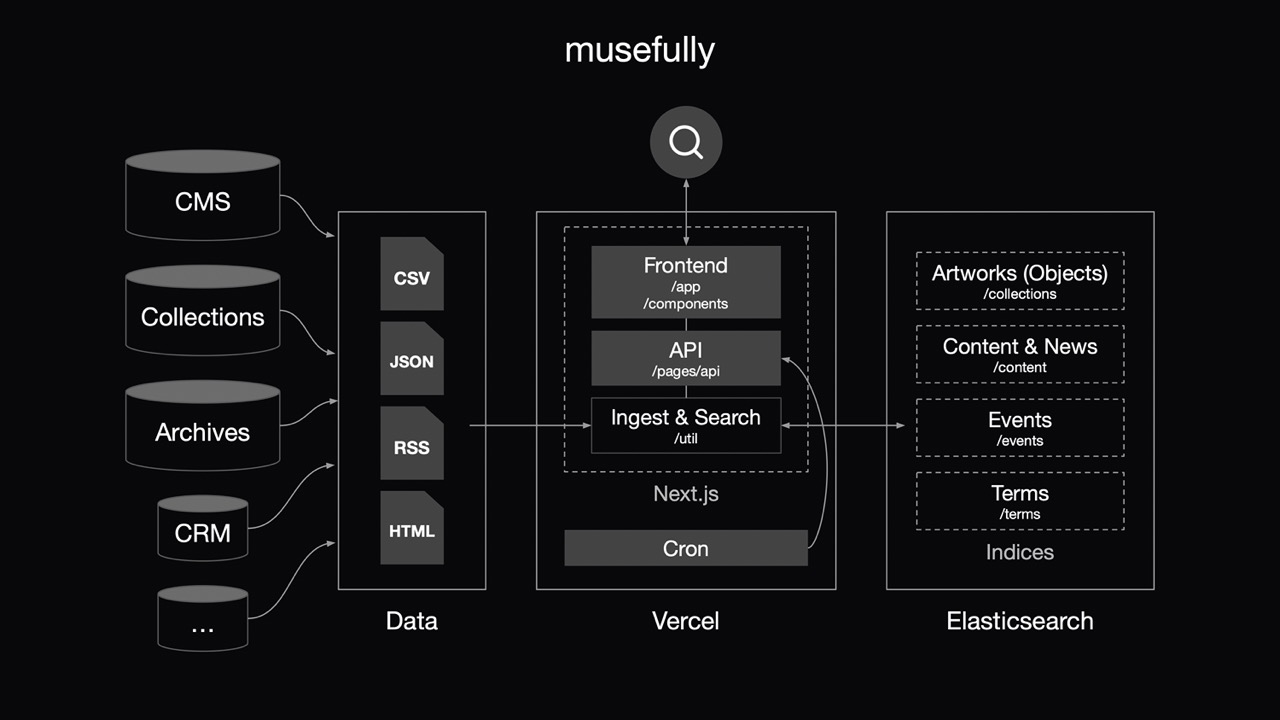 musefully
CMS
Collections
Archives
CRM
...
CSV
JSON
RSS
HTML
Data
Frontend
/app
/components
API
/pages/api
Ingest & Search
/util
Next.js
Cron
Vercel
Artworks (Objects)
/collections
Content & News
/content
Events
/events
Terms
/terms
Indices
Elasticsearch